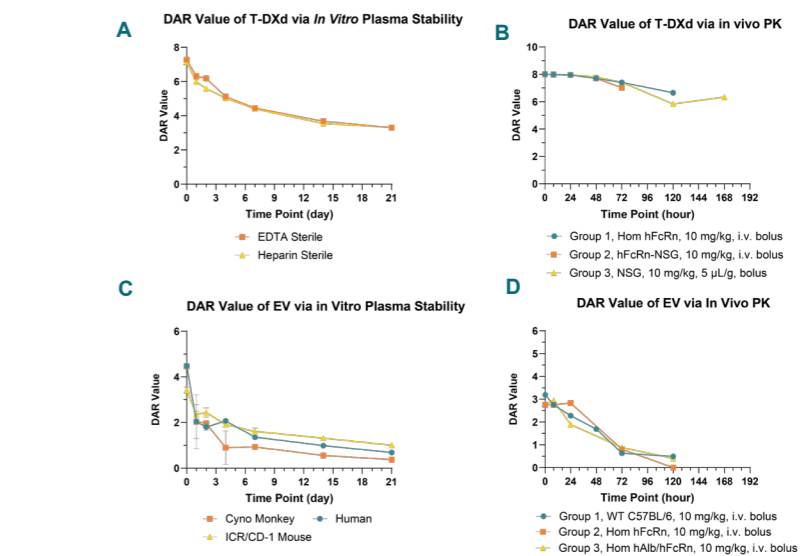 A
DAR Value of T-DXd via In Vitro Plasma Stability
DAR Value
8
6
4
2
0
0 3 6 9 12 15 18 21
Time Point (day)
EDTA Sterile
Heparin Sterile
B
DAR Value of T-DXd via in vivo PK
DAR Value
10
8
6
4
2
0
0 24 48 72 96 120 144 168 192
Time Point (hour)
Group 1, Hom hFcRn, 10 mg/kg, i.v. bolus
Group 2, hFcRn-NSG, 10 mg/kg, i.v. bolus
Group 3, NSG, 10 mg/kg, 5 µL/g, bolus
C
DAR Value of EV via in Vitro Plasma Stability
DAR Value
6
4
2
0
0 3 6 9 12 15 18 21
Time Point (day)
Cyno Monkey Human
ICR/CD-1 Mouse
D
DAR Value of EV via In Vivo PK
DAR Value
6
5
4
3
2
1
0
0 24 48 72 96 120 144 168 192
Time Point (hour)
Group 1, WT C57BL/6, 10 mg/kg, i.v. bolus
Group 2, Hom hFcRn, 10 mg/kg, i.v. bolus
Group 3, Hom hAlb/hFcRn, 10 mg/kg, i.v. bolus